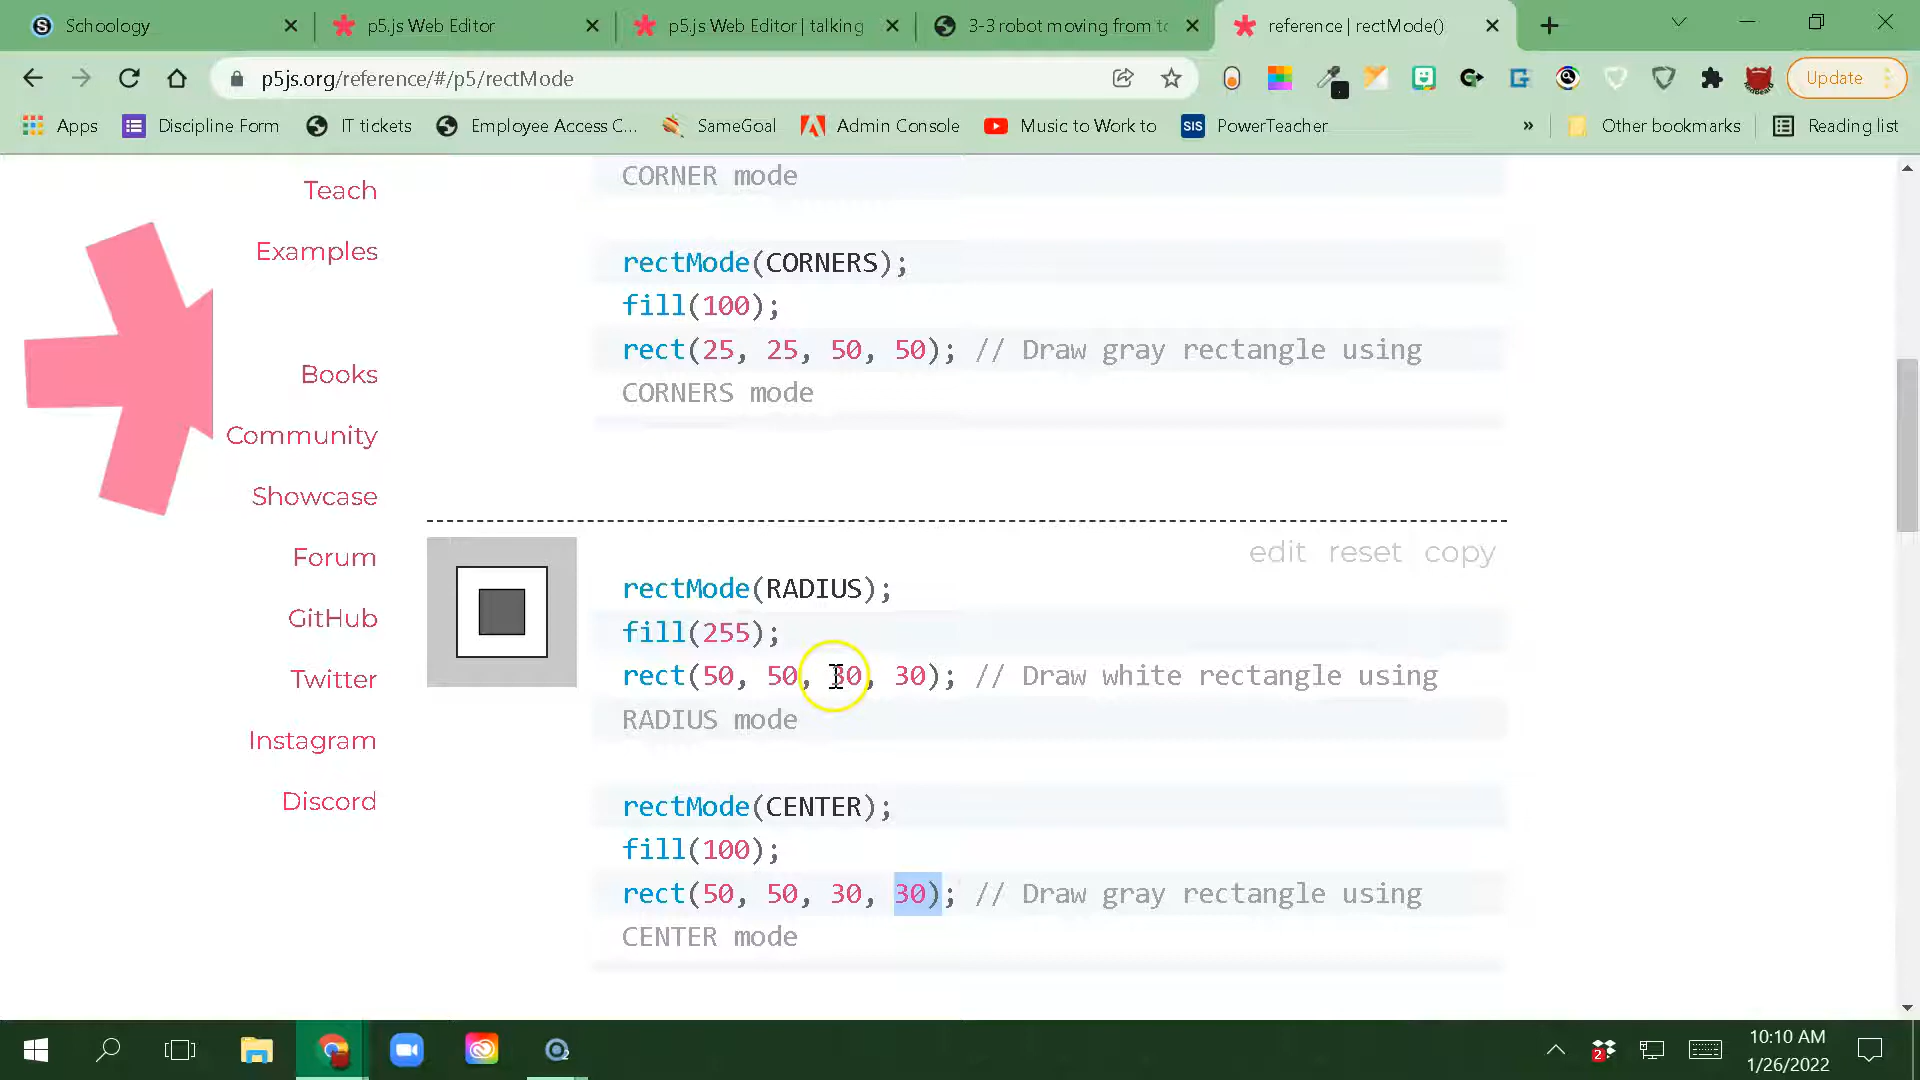 Schoology
p5.js Web Editor
p5.js Web Editor | talking
3-3 robot moving from to
reference | rectMode()
p5js.org/reference/#/p5/rectMode
Update
Apps
Discipline Form
IT tickets
Employee Access C...
SameGoal
Admin Console
Music to Work to
SIS PowerTeacher
»
Other bookmarks
Reading list
Teach
Examples
Books
Community
Showcase
Forum
GitHub
Twitter
Instagram
Discord
CORNER mode
rectMode(CORNERS);
fill(100);
rect(25, 25, 50, 50); // Draw gray rectangle using
CORNERS mode
edit reset copy
rectMode(RADIUS);
fill(255);
rect(50, 50, 30, 30); // Draw white rectangle using
RADIUS mode
rectMode(CENTER);
fill(100);
rect(50, 50, 30, 30); // Draw gray rectangle using
CENTER mode
2
10:10 AM
1/26/2022